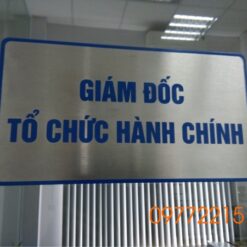 GIÁM ĐỐC
TỔ CHỨC HÀNH CHÍNH
09772215